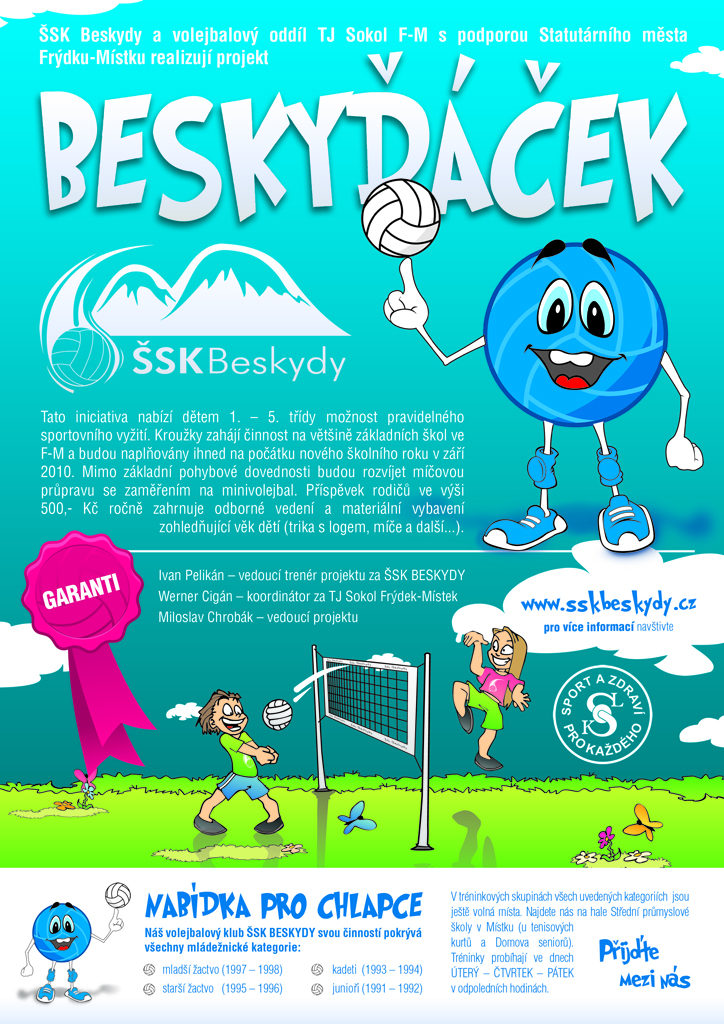 ŠSK Beskydy a volejbalový oddíl TJ Sokol F-M s podporou Statutárního města
Frýdku-Místku realizují projekt
BESKYĎÁČEK
ŠSKBeskydy
Tato iniciativa nabízí dětem 1. – 5. třídy možnost pravidelného
sportovního vyžití. Kroužky zahájí činnost na většině základních škol ve
F-M a budou naplňovány ihned na počátku nového školního roku v září
2010. Mimo základní pohybové dovednosti budou rozvíjet míčovou
průpravu se zaměřením na minivolejbal. Příspěvek rodičů ve výši
500,- Kč ročně zahrnuje odborné vedení a materiální vybavení
zohledňující věk dětí (trika s logem, míče a další...).
GARANTI
Ivan Pelikán – vedoucí trenér projektu za ŠSK BESKYDY
Werner Cigán – koordinátor za TJ Sokol Frýdek-Místek
Miloslav Chrobák – vedoucí projektu
www.sskbeskydy.cz
pro více informací navštivte
SPORT A ZDRAVÍ
PRO KAŽDÉHO
KSL
NABÍDKA PRO CHLAPCE
Náš volejbalový klub ŠSK BESKYDY svou činností pokrývá
všechny mládežnické kategorie:
mladší žactvo (1997 – 1998)
kadeti (1993 – 1994)
starší žactvo (1995 – 1996)
junioři (1991 – 1992)
V tréninkových skupinách všech uvedených kategoriích jsou
ještě volná místa. Najdete nás na hale Střední průmyslové
školy v Místku (u tenisových
kurtů a Domova seniorů).
Tréninky probíhají ve dnech
ÚTERÝ – ČTVRTEK – PÁTEK
v odpoledních hodinách.
Přijďte
mezi nás